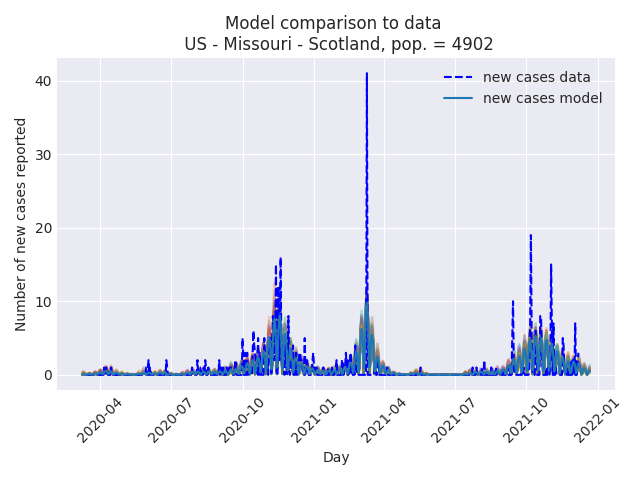 Model comparison to data
US - Missouri - Scotland, pop. = 4902
new cases data
new cases model
Number of new cases reported
40
30
20
10
0
2020-04
2020-07
2020-10
2021-01
2021-04
2021-07
2021-10
2022-01
Day